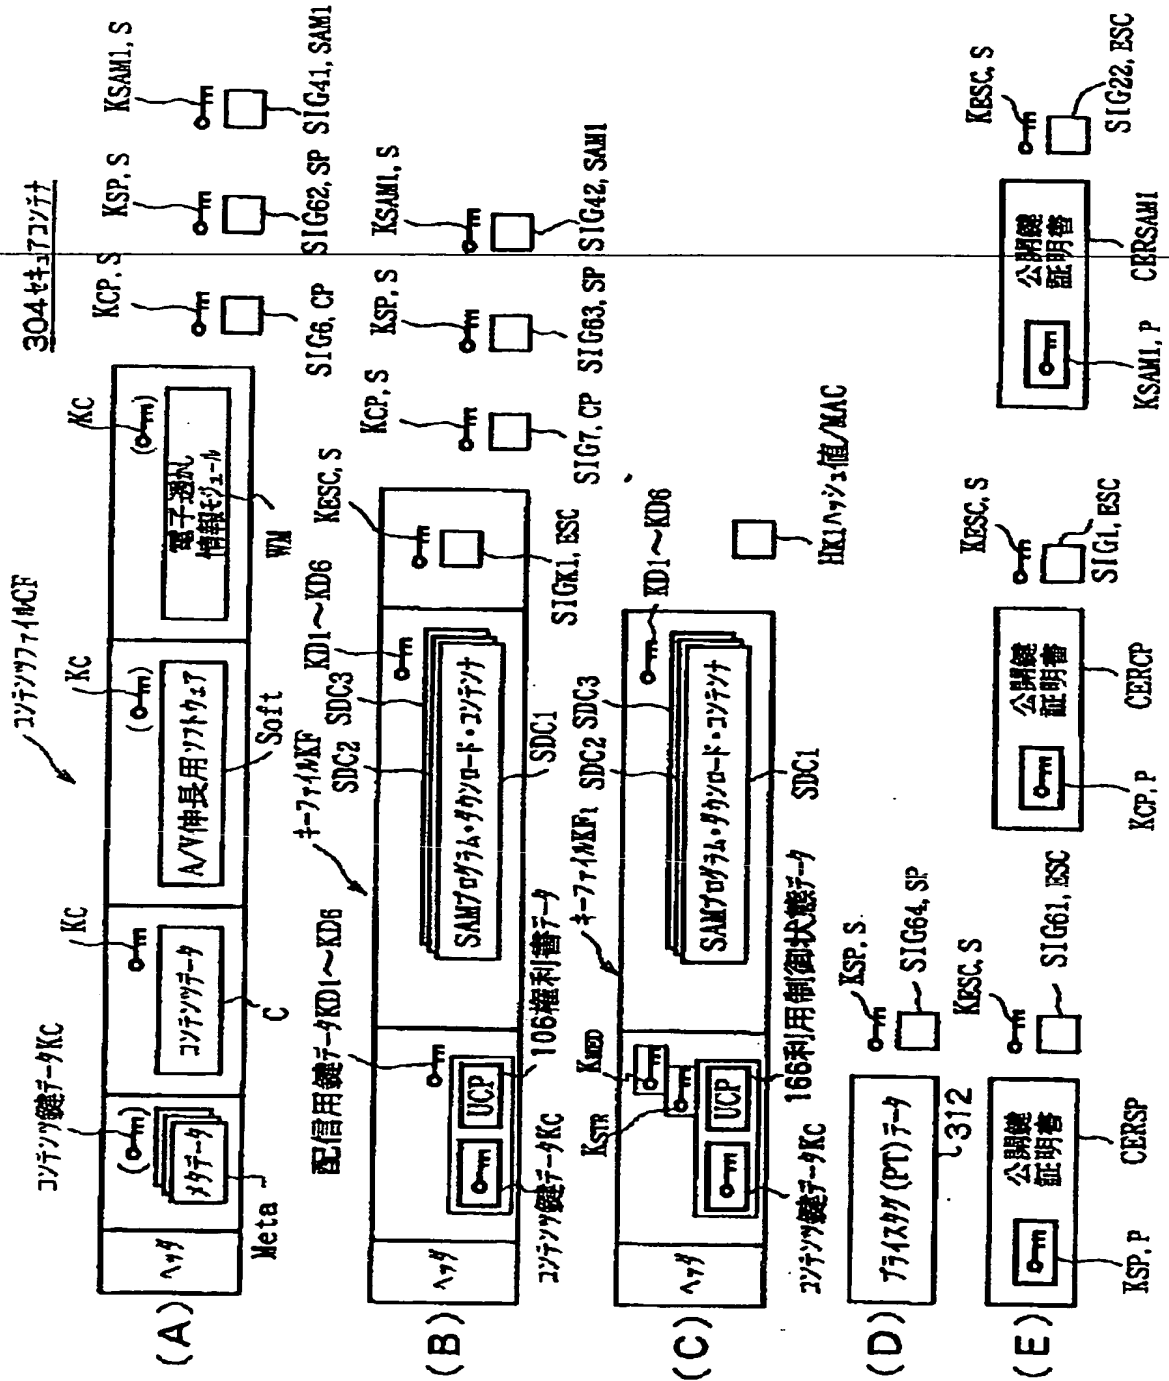 304セキュアコンテナ
コンテンツファイルCF
(A)
ヘッダ
コンテンツ鍵データKC
メタデータ
Meta
KC
コンテンツデータ
C
KC
A/V伸長用ソフトウェア
Soft
KC
電子透かし
情報モジュール
WM
KCP,S
SIG6,CP
KSP,S
SIG62,SP
KSAM1,S
SIG41,SAM1
(B)
キーファイルKF
ヘッダ
配信用鍵データKD1～KD6
UCP
コンテンツ鍵データKC
106権利書データ
SDC2
SDC3
KD1～KD6
SAMプログラム・ダウンロード・コンテンナ
SDC1
KESC,S
SIGK1,ESC
KCP,S
SIG7,CP
KSP,S
SIG63,SP
KSAM1,S
SIG42,SAM1
(C)
キーファイルKF1
ヘッダ
KSTR
KMED
UCP
コンテンツ鍵データKC
166利用制御状態データ
SDC2
SDC3
KD1～KD6
SAMプログラム・ダウンロード・コンテンナ
SDC1
HK1ハッシュ値/MAC
(D)
プライスタグ(PT)データ
312
KSP,S
SIG64,SP
(E)
公開鍵
証明書
KSP,P
CERSP
KESC,S
SIG61,ESC
公開鍵
証明書
KCP,P
CERCP
KESC,S
SIG1,ESC
公開鍵
証明書
KSAM1,P
CERSAM1
KESC,S
SIG22,ESC